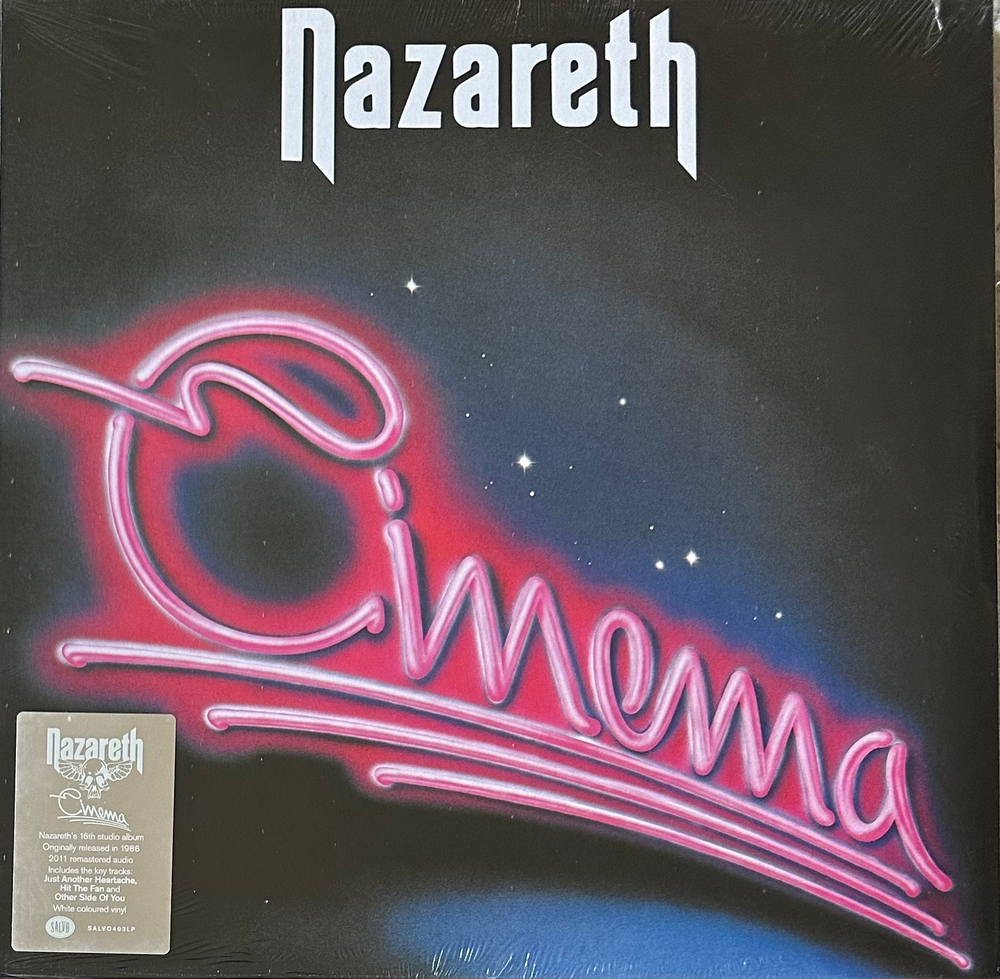 Nazareth
Cinema
Nazareth
Cinema
Nazareth's 16th studio album
Originally released in 1986
2011 remastered audio
Includes the key tracks:
Just Another Heartache,
Hit The Fan and
Other Side Of You
White coloured vinyl
SALVO SALVO403LP